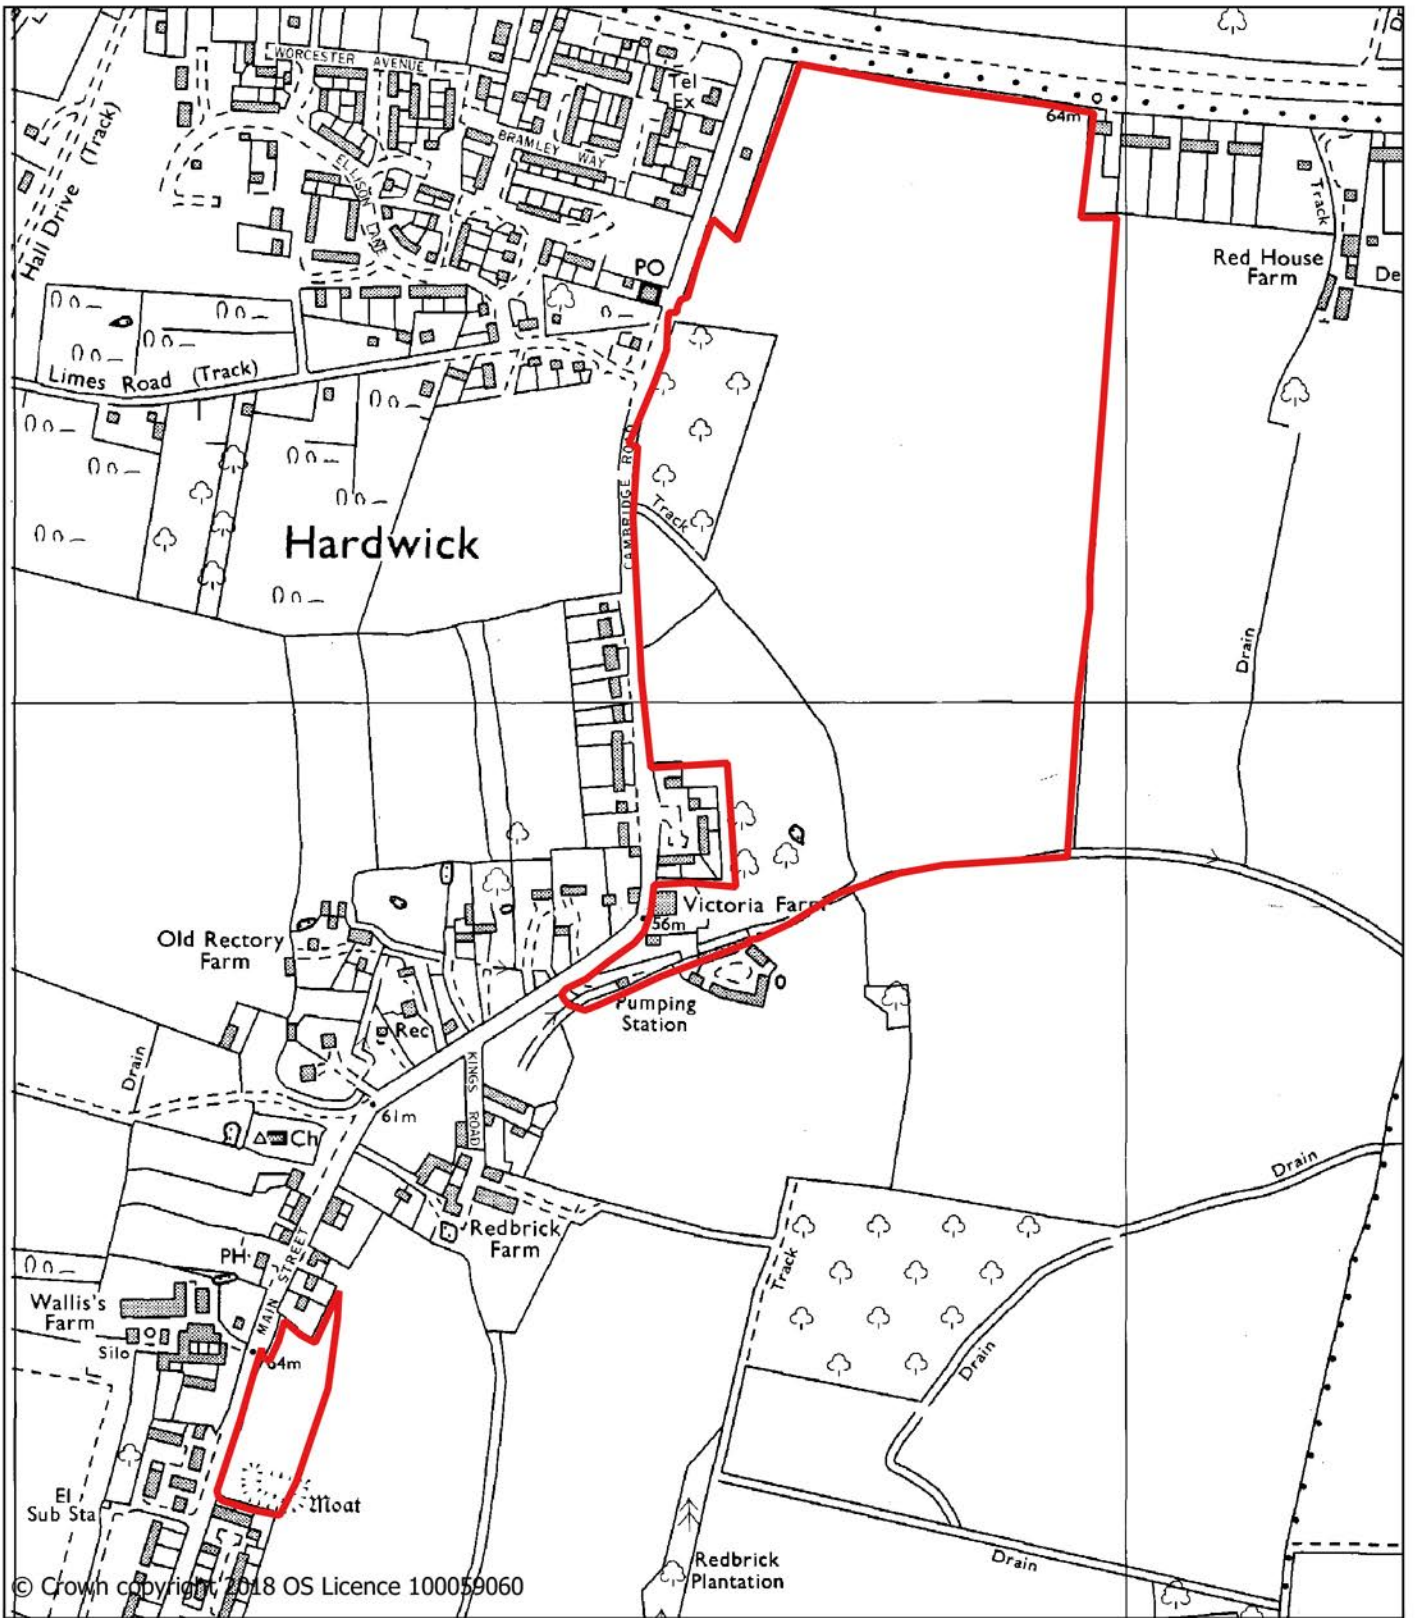 WORCESTER AVENUE
Tel
Ex
BRAMLEY WAY
64m
ELLISON LANE
Hall Drive (Track)
Track
PO
Red House
Farm
De
Limes Road (Track)
CAMBRIDGE ROAD
Track
Hardwick
Drain
Victoria Farm
56m
Old Rectory
Farm
Pumping
Station
Rec
KINGS ROAD
Drain
61m
Ch
Drain
MAIN STREET
Redbrick
Farm
PH
Track
Wallis's
Farm
Silo
64m
Drain
Moat
El
Sub Sta
Redbrick
Plantation
Drain
© Crown copyright 2018 OS Licence 100059060